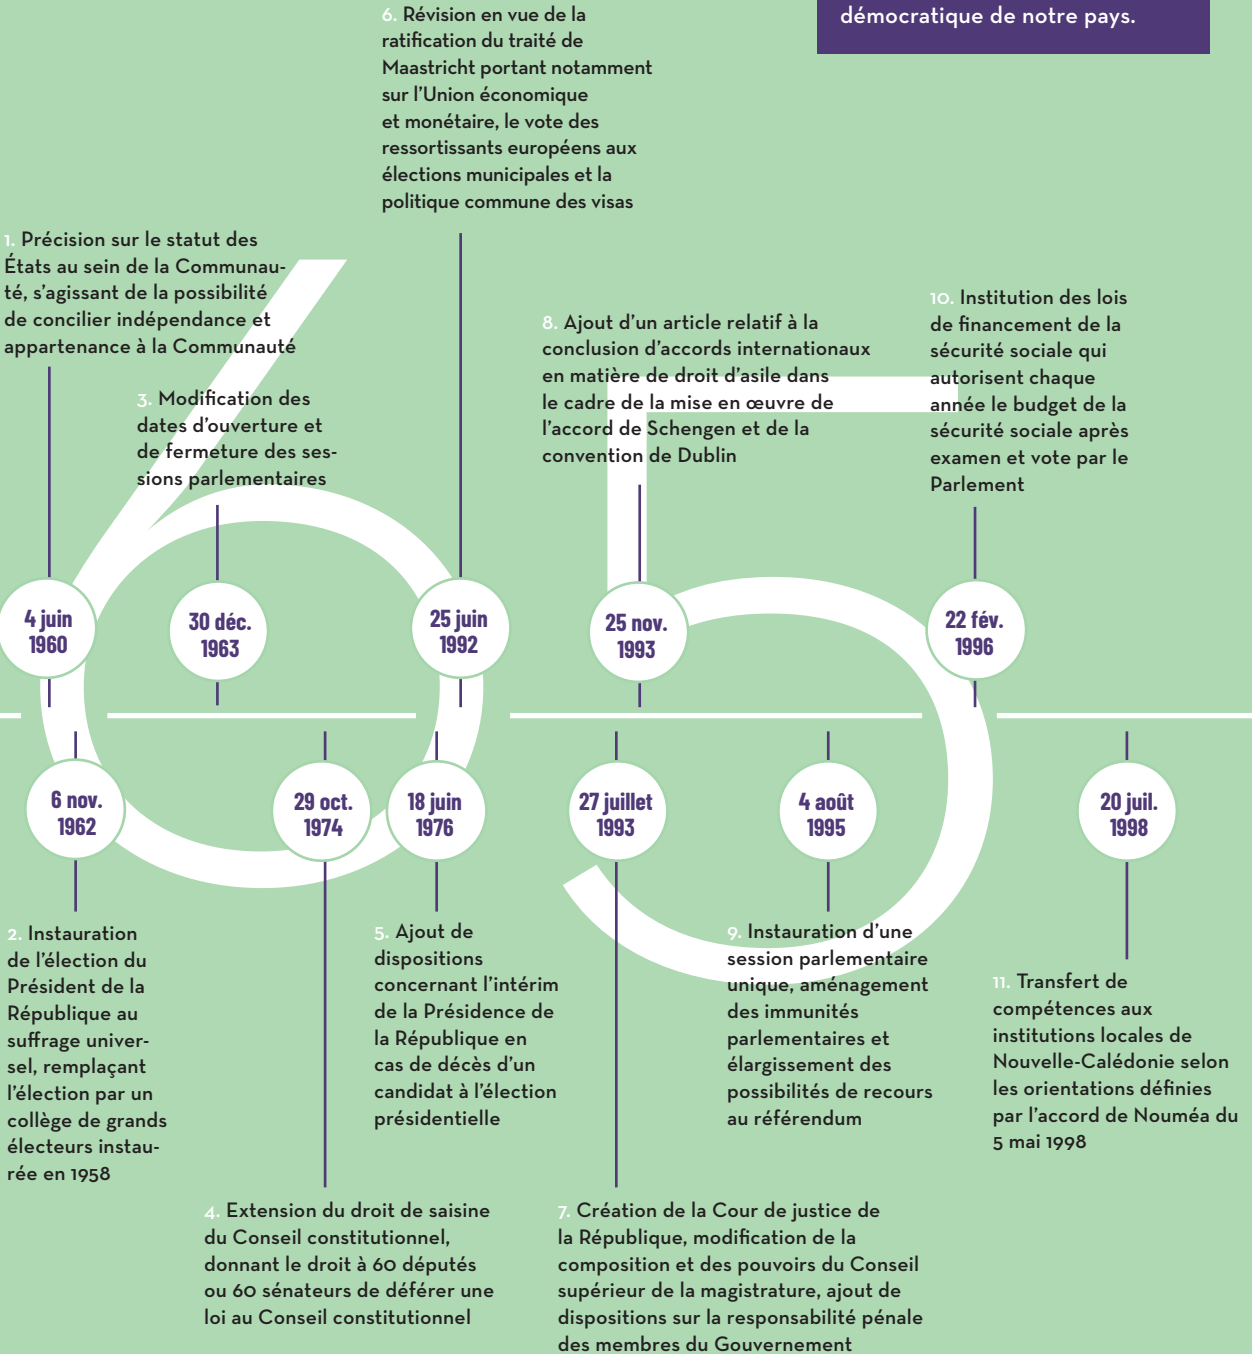 démocratique de notre pays.
6. Révision en vue de la
ratification du traité de
Maastricht portant notamment
sur l'Union économique
et monétaire, le vote des
ressortissants européens aux
élections municipales et la
politique commune des visas
1. Précision sur le statut des
États au sein de la Communau-
té, s'agissant de la possibilité
de concilier indépendance et
appartenance à la Communauté
3. Modification des
dates d'ouverture et
de fermeture des ses-
sions parlementaires
8. Ajout d'un article relatif à la
conclusion d'accords internationaux
en matière de droit d'asile dans
le cadre de la mise en œuvre de
l'accord de Schengen et de la
convention de Dublin
10. Institution des lois
de financement de la
sécurité sociale qui
autorisent chaque
année le budget de la
sécurité sociale après
examen et vote par le
Parlement
4 juin
1960
30 déc.
1963
25 juin
1992
25 nov.
1993
22 fév.
1996
6 nov.
1962
29 oct.
1974
18 juin
1976
27 juillet
1993
4 août
1995
20 juil.
1998
2. Instauration
de l'élection du
Président de la
République au
suffrage univer-
sel, remplaçant
l'élection par un
collège de grands
électeurs instau-
rée en 1958
5. Ajout de
dispositions
concernant l'intérim
de la Présidence de
la République en
cas de décès d'un
candidat à l'élection
présidentielle
9. Instauration d'une
session parlementaire
unique, aménagement
des immunités
parlementaires et
élargissement des
possibilités de recours
au référendum
11. Transfert de
compétences aux
institutions locales de
Nouvelle-Calédonie selon
les orientations définies
par l'accord de Nouméa du
5 mai 1998
4. Extension du droit de saisine
du Conseil constitutionnel,
donnant le droit à 60 députés
ou 60 sénateurs de déférer une
loi au Conseil constitutionnel
7. Création de la Cour de justice de
la République, modification de la
composition et des pouvoirs du Conseil
supérieur de la magistrature, ajout de
dispositions sur la responsabilité pénale
des membres du Gouvernement
65